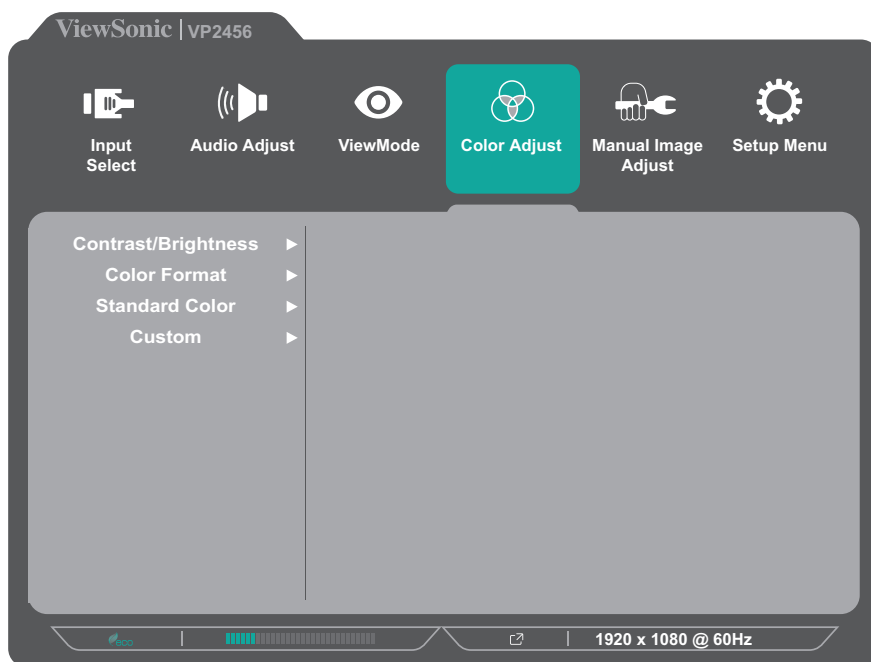 ViewSonic | VP2456
Input Select
Audio Adjust
ViewMode
Color Adjust
Manual Image Adjust
Setup Menu
Contrast/Brightness
Color Format
Standard Color
Custom
eco
1920 x 1080 @ 60Hz